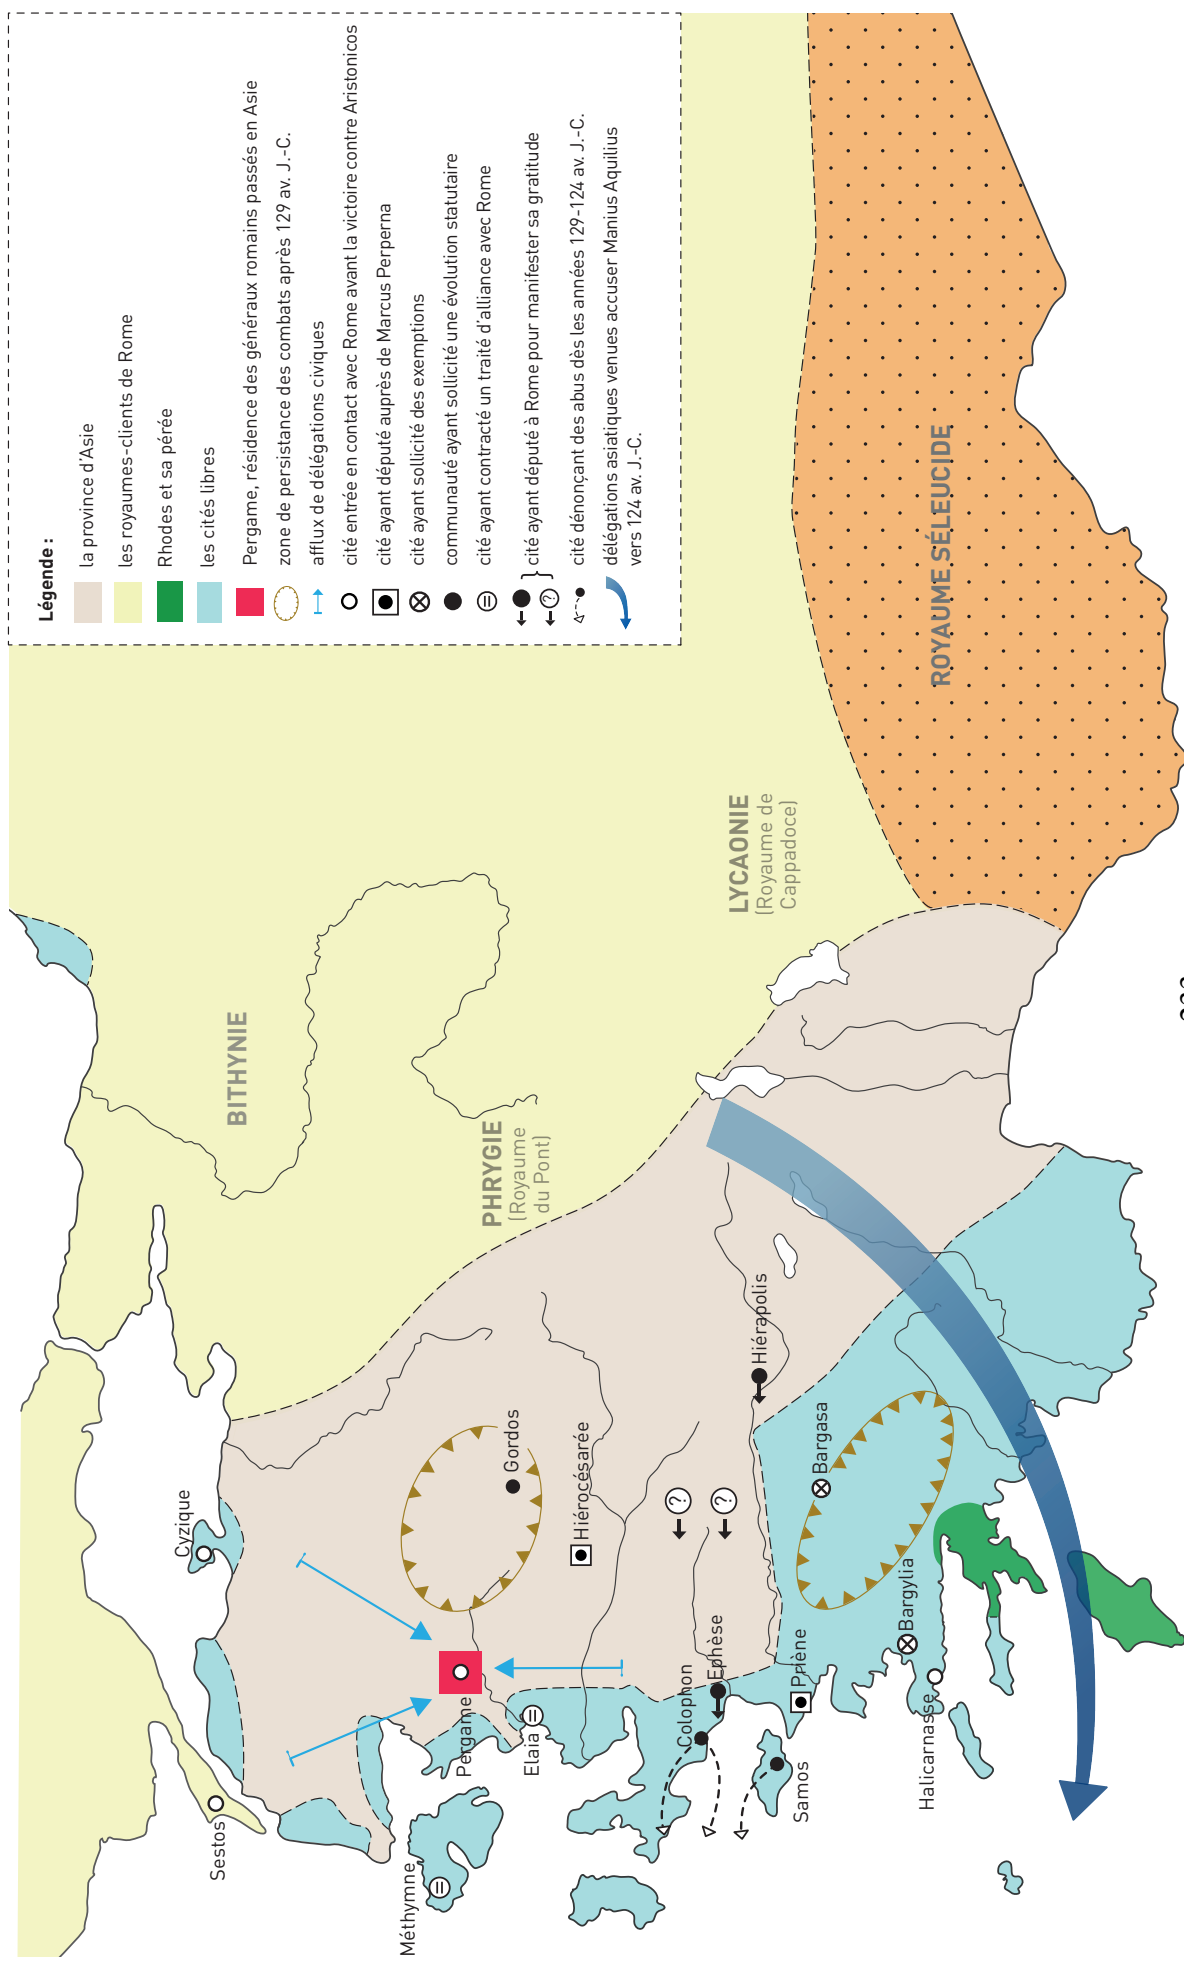 Légende :
la province d'Asie
les royaumes-clients de Rome
Rhodes et sa pérée
les cités libres
Pergame, résidence des généraux romains passés en Asie
zone de persistance des combats après 129 av. J.-C.
afflux de délégations civiques
cité entrée en contact avec Rome avant la victoire contre Aristonicos
cité ayant député auprès de Marcus Perperna
cité ayant sollicité des exemptions
communauté ayant sollicité une évolution statutaire
cité ayant contracté un traité d'alliance avec Rome
?
cité ayant député à Rome pour manifester sa gratitude
cité dénonçant des abus dès les années 129-124 av. J.-C.
délégations asiatiques venues accuser Manius Aquilius
vers 124 av. J.-C.
BITHYNIE
PHRYGIE
(Royaume
du Pont)
LYCAONIE
(Royaume de
Cappadoce)
ROYAUME SÉLEUCIDE
Cyzique
Sestos
Méthymne
Pergame
Elaia
Gordos
Hiérocésarée
Colophon
Ephèse
?
?
Hiérapolis
Samos
Priène
Bargasa
Bargylia
Halicarnasse